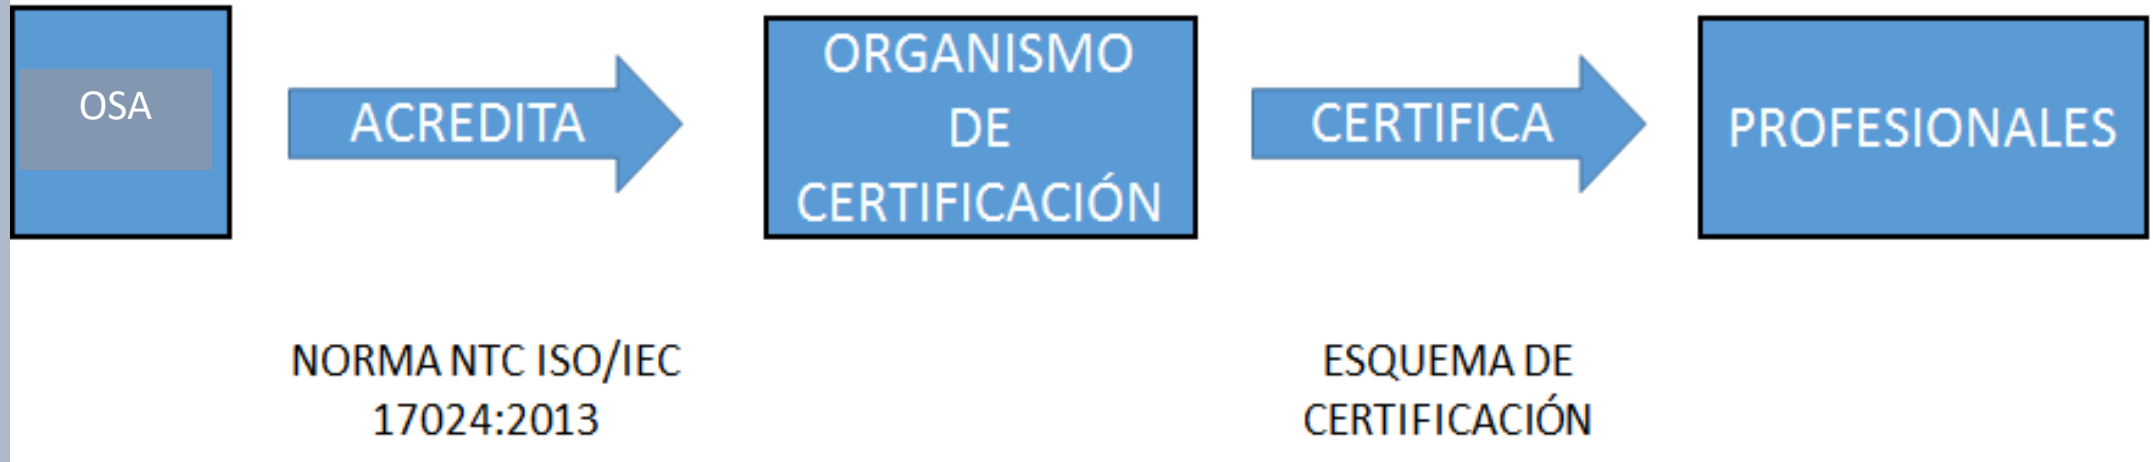 OSA
ACREDITA
ORGANISMO
DE
CERTIFICACIÓN
CERTIFICA
PROFESIONALES
NORMA NTC ISO/IEC
17024:2013
ESQUEMA DE
CERTIFICACIÓN